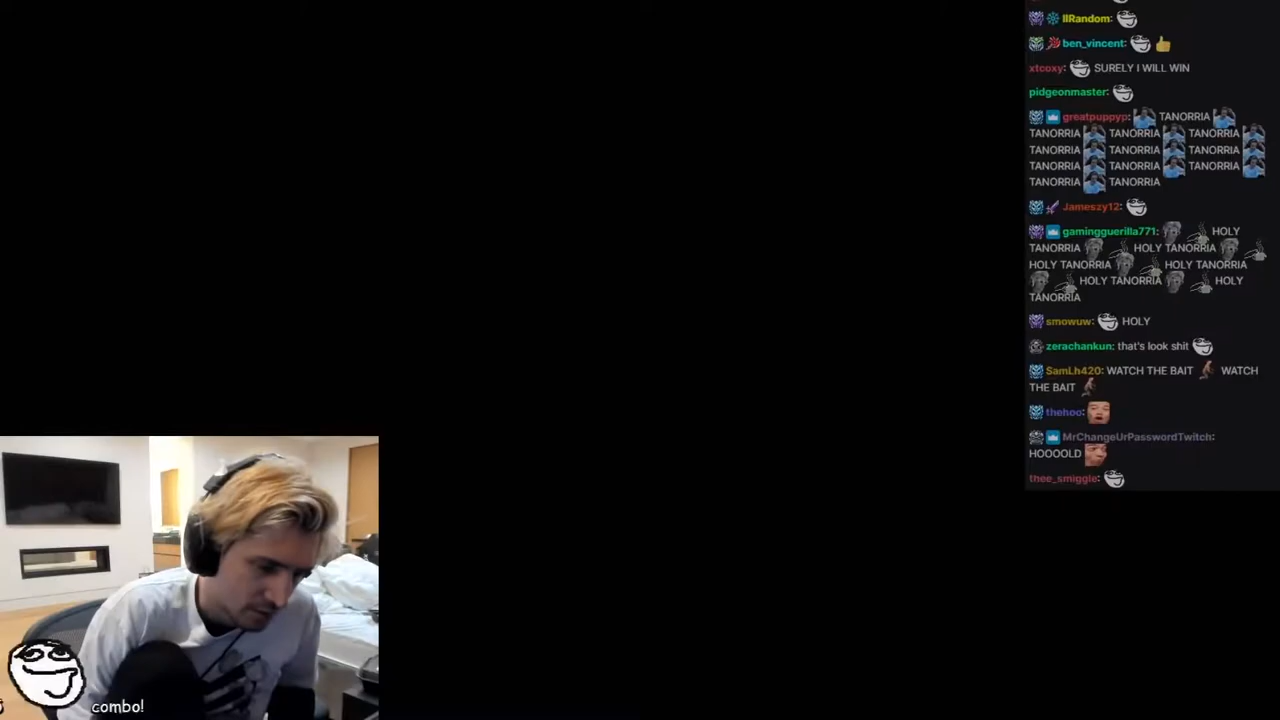 llRandom:
ben_vincent:
xtcoxy: SURELY I WILL WIN
pidgeonmaster:
greatpuppyp: TANORRIA
TANORRIA TANORRIA TANORRIA
TANORRIA TANORRIA TANORRIA
TANORRIA TANORRIA TANORRIA
TANORRIA TANORRIA
Jameszy12:
gamingguerilla771: HOLY
TANORRIA HOLY TANORRIA
HOLY TANORRIA HOLY TANORRIA
HOLY TANORRIA HOLY
TANORRIA
smowuw: HOLY
zerachankun: that's look shit
SamLh420: WATCH THE BAIT WATCH
THE BAIT
thehoo:
MrChangeUrPasswordTwitch:
HOOOOLD
thee_smiggle:
combo!